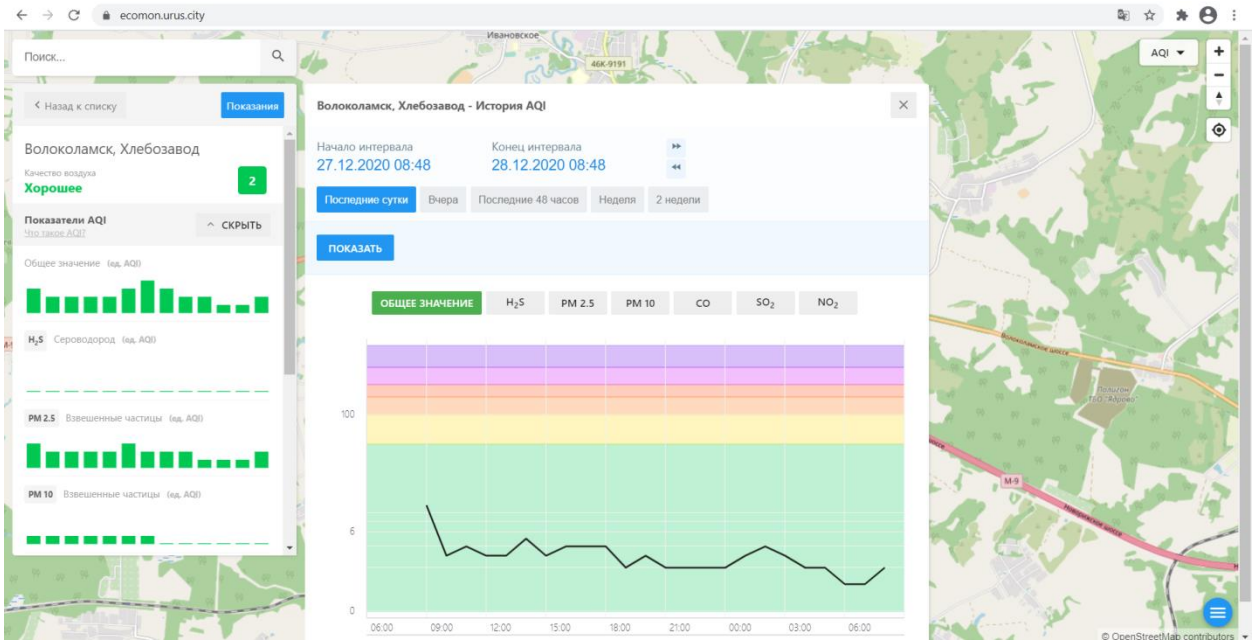 ecomon.urus.city
Поиск...
Ивановское
46К-9191
AQI
Назад к списку
Показания
Волоколамск, Хлебозавод
Качество воздуха
Хорошее
2
Показатели AQI
Что такое AQI?
СКРЫТЬ
Общее значение (ед. AQI)
H₂S Сероводород (ед. AQI)
PM 2.5 Взвешенные частицы (ед. AQI)
PM 10 Взвешенные частицы (ед. AQI)
Волоколамск, Хлебозавод - История AQI
Начало интервала
27.12.2020 08:48
Конец интервала
28.12.2020 08:48
Последние сутки Вчера Последние 48 часов Неделя 2 недели
ПОКАЗАТЬ
ОБЩЕЕ ЗНАЧЕНИЕ H₂S PM 2.5 PM 10 CO SO₂ NO₂
100
6
0
06:00 09:00 12:00 15:00 18:00 21:00 00:00 03:00 06:00
Волоколамское шоссе
Полигон
ТБО "Ядрово"
М-9
Новорижское шоссе
© OpenStreetMap contributors